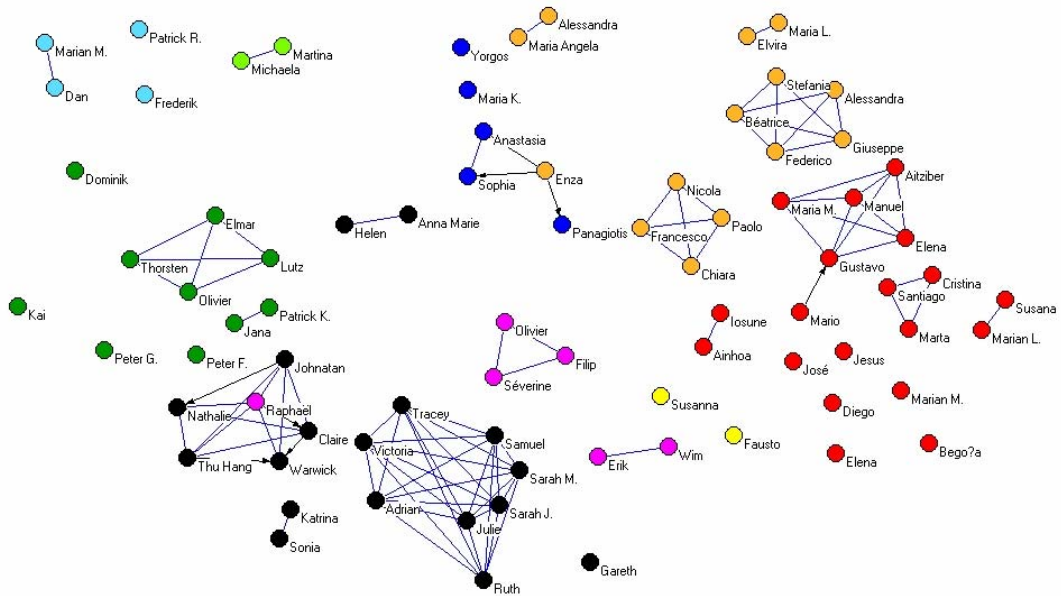 Alessandra
Maria Angela
Maria L.
Elvira
Marian M.
Patrick R.
Martina
Michaela
Yorgos
Dan
Frederik
Maria K.
Stefania
Alessandra
Béatrice
Anastasia
Giuseppe
Federico
Dominik
Sophia
Enza
Nicola
Aitziber
Maria M.
Manuel
Elmar
Anna Marie
Helen
Panagiotis
Francesco
Paolo
Elena
Thorsten
Lutz
Chiara
Gustavo
Olivier
Cristina
Santiago
Kai
Patrick K.
Jana
Mario
Susana
Iosune
Olivier
Marta
Marian L.
Peter G.
Peter F.
Ainhoa
Filip
Jesus
José
Johnatan
Séverine
Nathalie
Raphaël
Tracey
Susanna
Diego
Marian M.
Claire
Samuel
Fausto
Victoria
Thu Hang
Warwick
Erik
Wim
Elena
Bego?a
Sarah M.
Adrian
Sarah J.
Julie
Katrina
Sonia
Gareth
Ruth